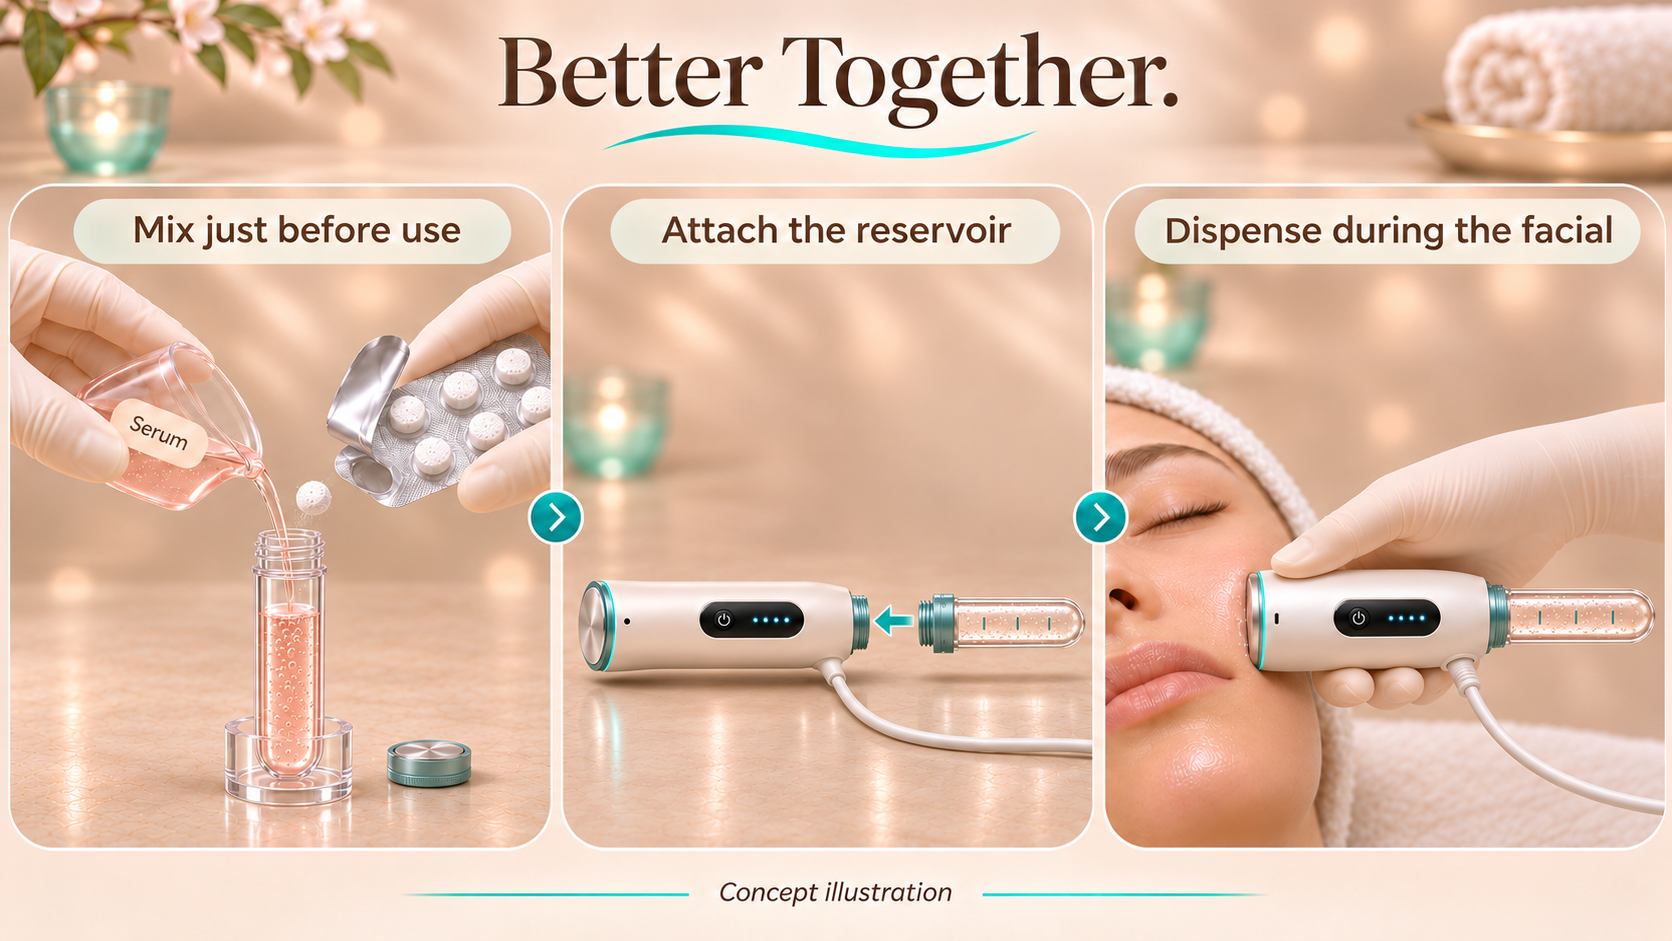 Better Together.
Mix just before use
Attach the reservoir
Dispense during the facial
Serum
Concept illustration